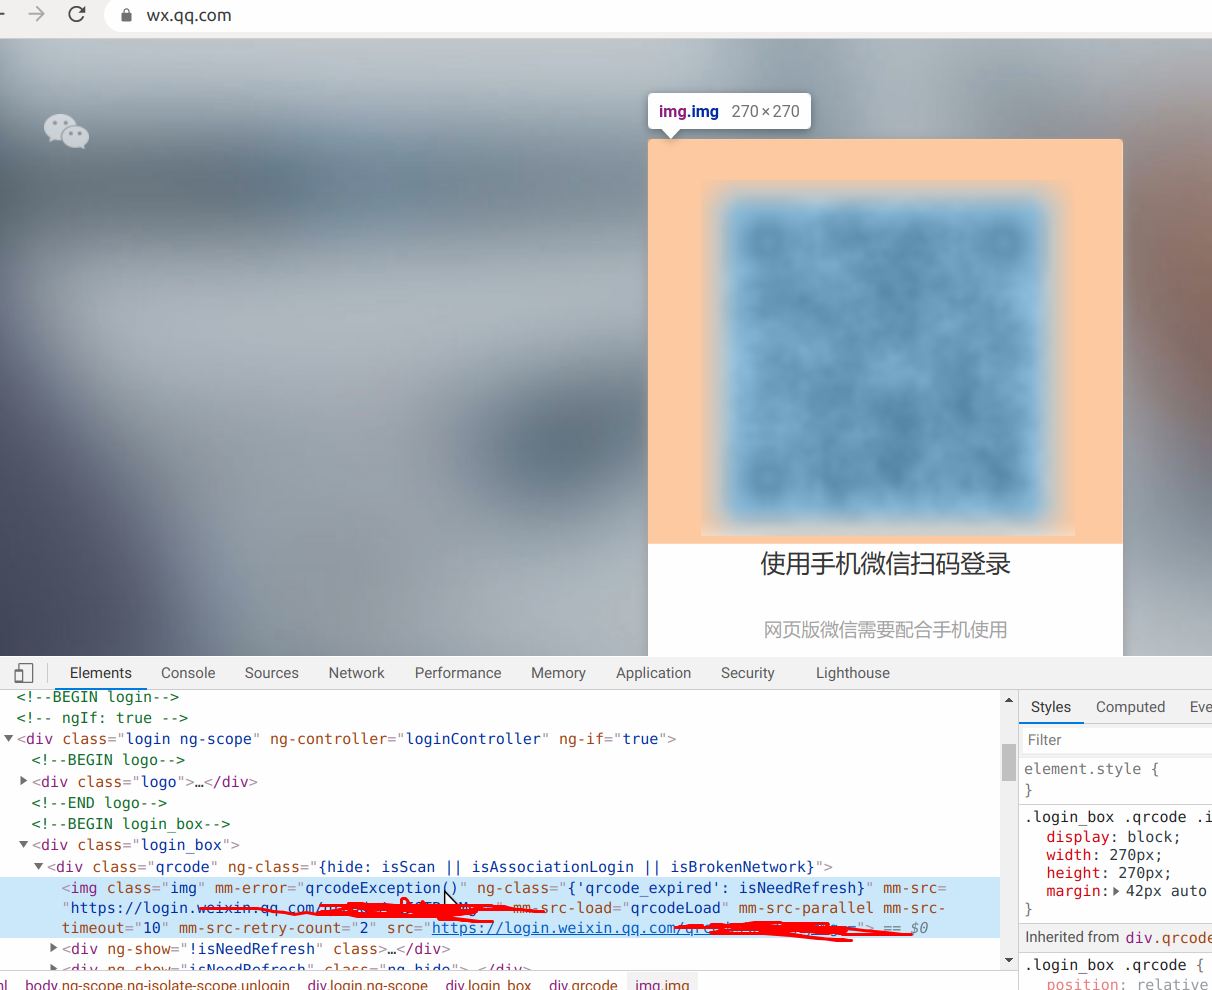 wx.qq.com
img.img 270×270
使用手机微信扫码登录
网页版微信需要配合手机使用
Elements Console Sources Network Performance Memory Application Security Lighthouse
<!--BEGIN login-->
<!-- ngIf: true -->
<div class="login ng-scope" ng-controller="loginController" ng-if="true">
<!--BEGIN logo-->
<div class="logo">…</div>
<!--END logo-->
<!--BEGIN login_box-->
<div class="login_box">
<div class="qrcode" ng-class="{hide: isScan || isAssociationLogin || isBrokenNetwork}">
<img class="img" mm-error="qrcodeException()" ng-class="{'qrcode_expired': isNeedRefresh}" mm-src=
"https://login.weixin.qq.com/ mm-src-load="qrcodeLoad" mm-src-parallel mm-src-
timeout="10" mm-src-retry-count="2" src="https://login.weixin.qq.com/ == $0
<div ng-show="!isNeedRefresh" class>…</div>
<div ng-show="isNeedRefresh" class="ng-hide">…</div>
body.ng-scope.ng-isolate-scope.unlogin div.login.ng-scope div.login_box div.qrcode img.img
Styles Computed Eve
Filter
element.style {
}
.login_box .qrcode .i
display: block;
width: 270px;
height: 270px;
margin: 42px auto
}
Inherited from div.qrcode
.login_box .qrcode {
position: relative